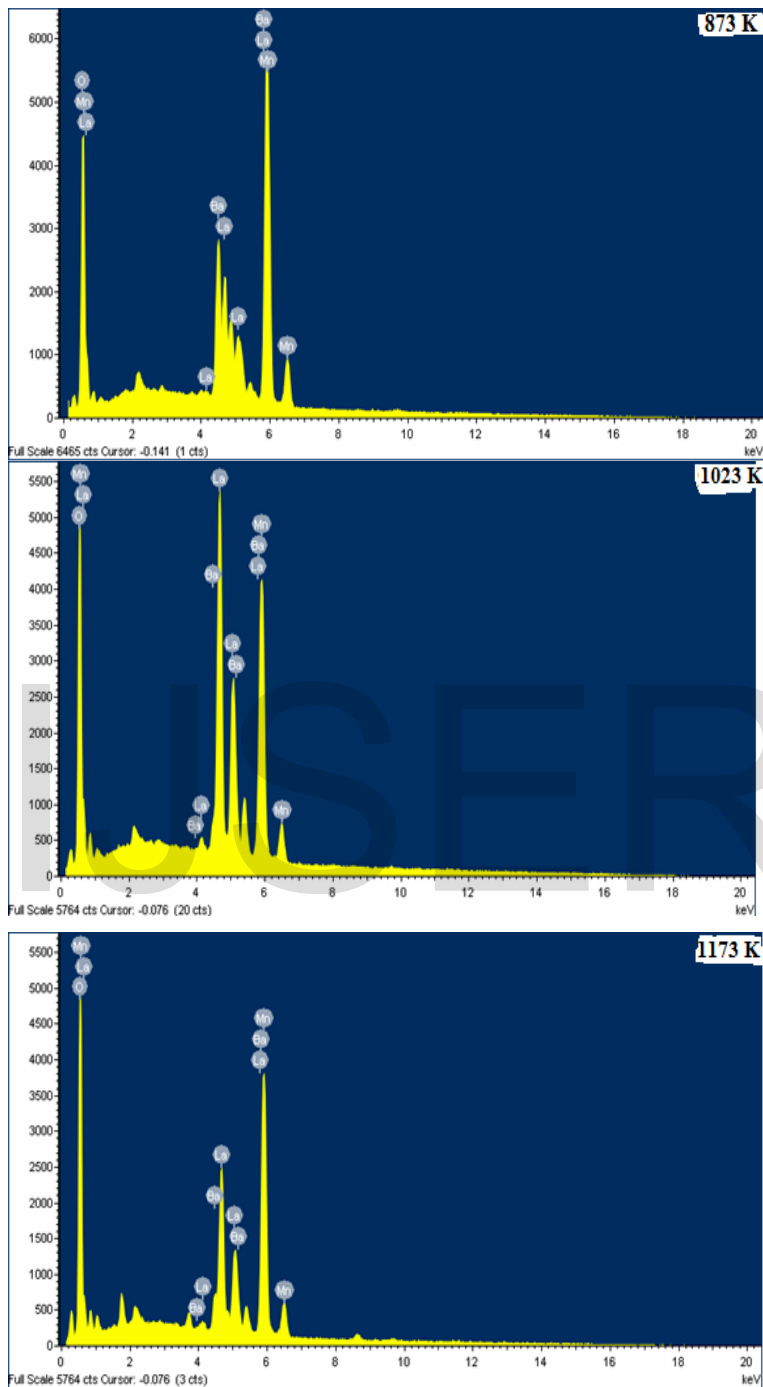 873 K
Ba
6000
La
Mn
O
5000
Mn
La
4000
Ba
3000
La
2000
La
Mn
1000
La
0
0 2 4 6 8 10 12 14 16 18 20
Full Scale 6465 cts Cursor: -0.141 (1 cts) keV
1023 K
Mn
La
5500
La
O
5000
Mn
4500
Ba
La
Ba
4000
3500
La
3000
Ba
2500
2000
1500
La
1000
Mn
Ba
500
0
0 2 4 6 8 10 12 14 16 18 20
Full Scale 5764 cts Cursor: -0.076 (20 cts) keV
IJSER
1173 K
Mn
5500
La
O
5000
Mn
4500
Ba
La
4000
3500
3000
La
2500
Ba
2000
La
Ba
1500
1000
La
Mn
Ba
500
0
0 2 4 6 8 10 12 14 16 18 20
Full Scale 5764 cts Cursor: -0.076 (3 cts) keV